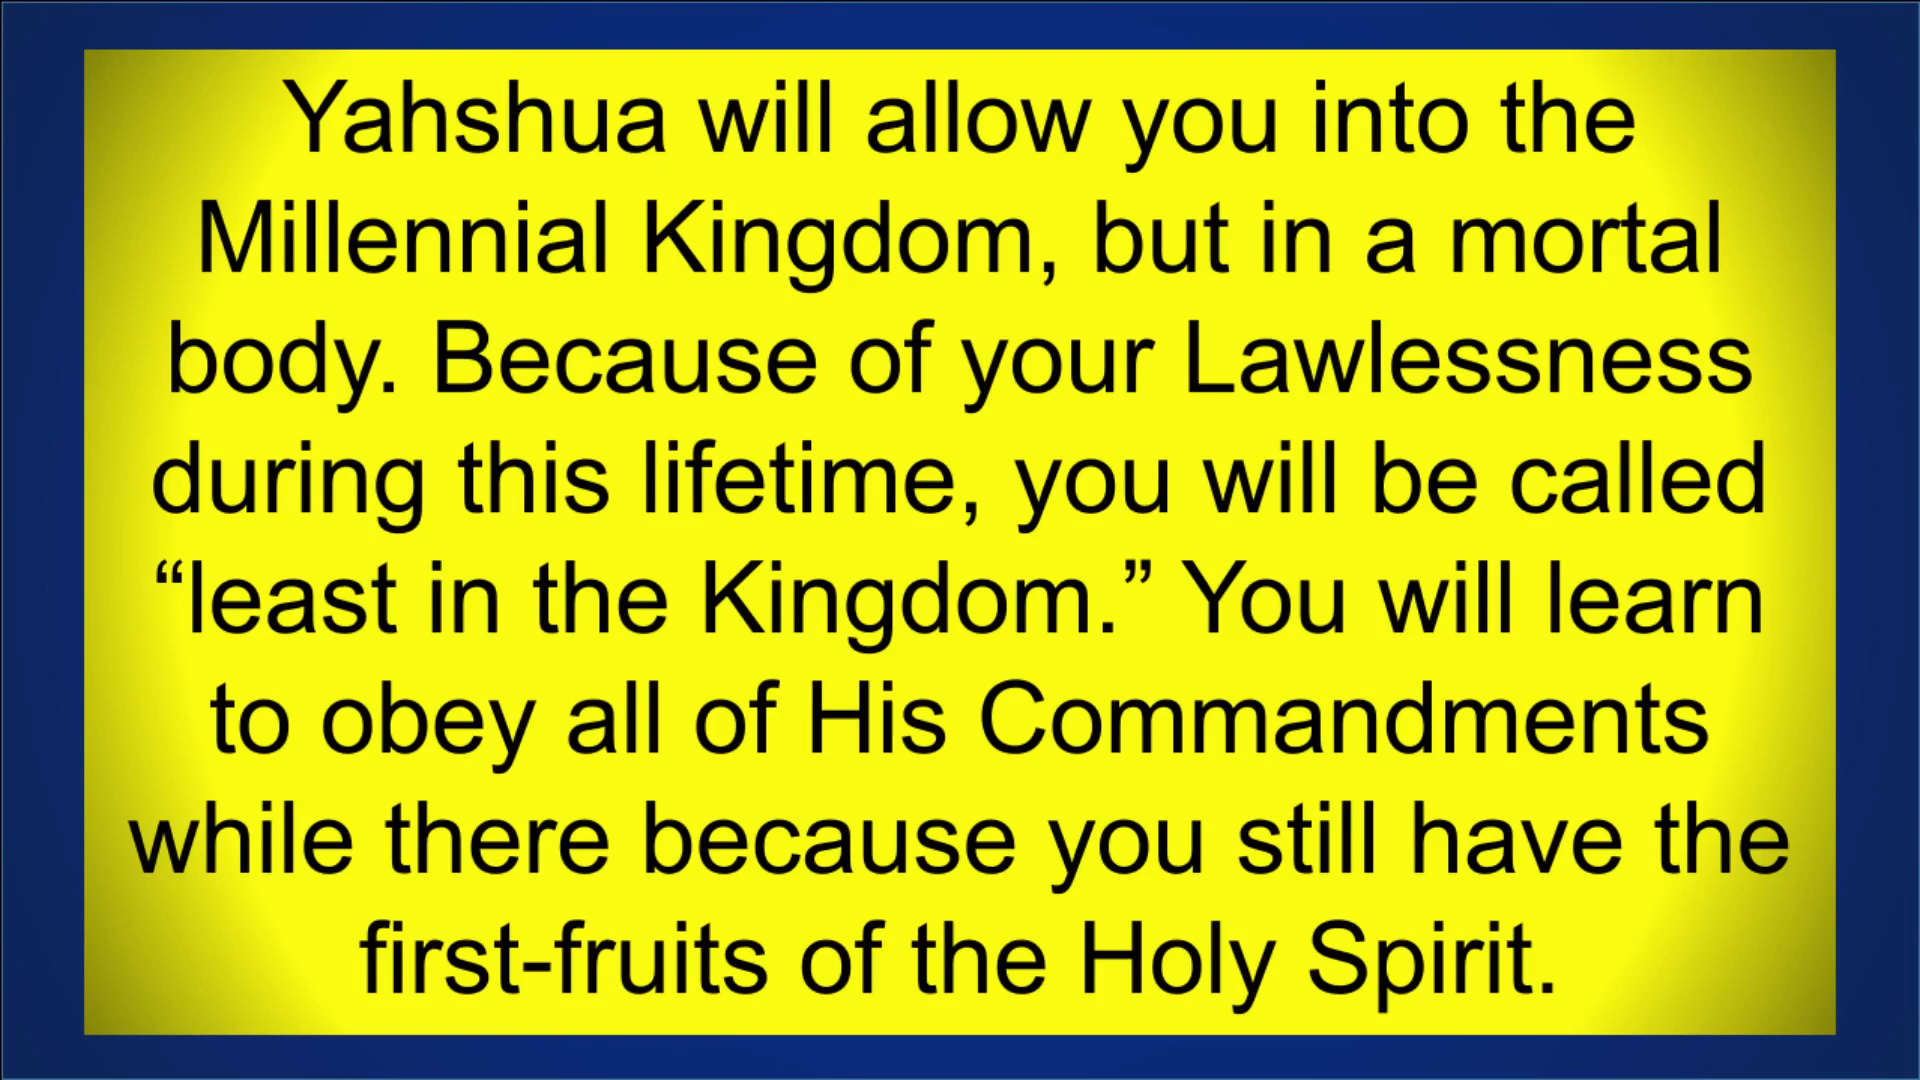 Yahshua will allow you into the
Millennial Kingdom, but in a mortal
body. Because of your Lawlessness
during this lifetime, you will be called
“least in the Kingdom.” You will learn
to obey all of His Commandments
while there because you still have the
first-fruits of the Holy Spirit.